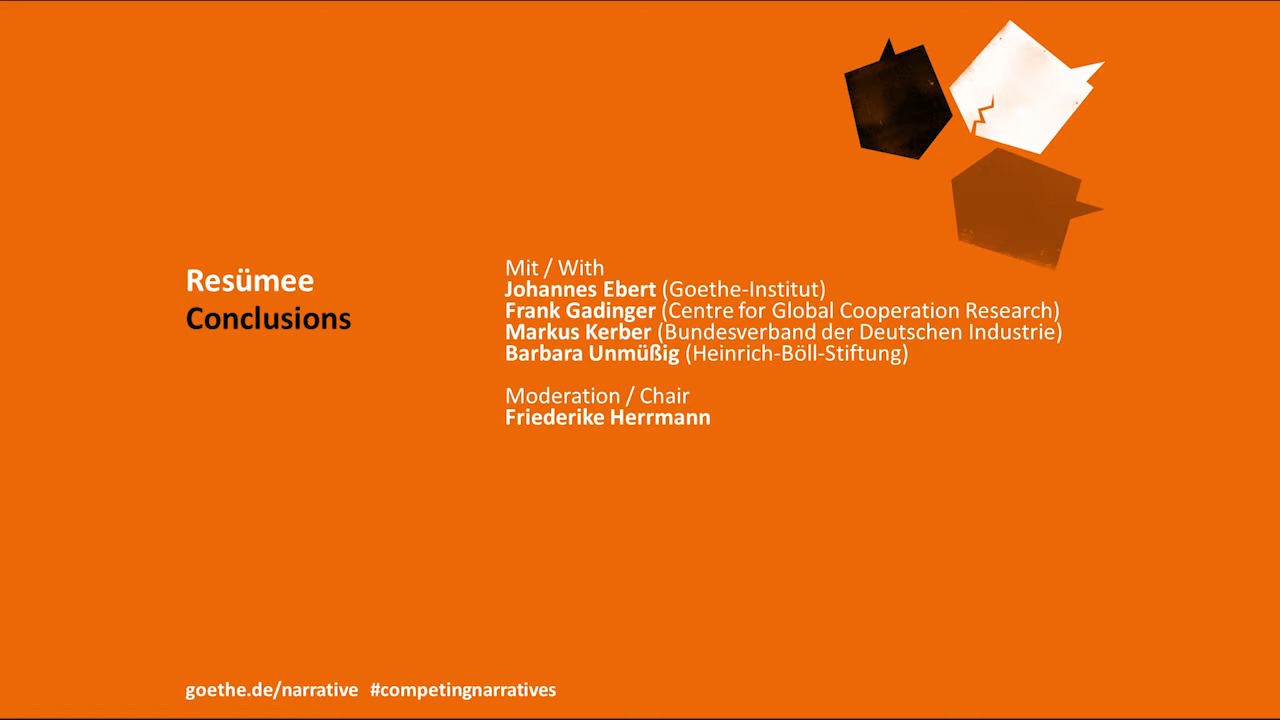 Resümee
Conclusions
Mit / With
Johannes Ebert (Goethe-Institut)
Frank Gadinger (Centre for Global Cooperation Research)
Markus Kerber (Bundesverband der Deutschen Industrie)
Barbara Unmüßig (Heinrich-Böll-Stiftung)
Moderation / Chair
Friederike Herrmann
goethe.de/narrative #competingnarratives